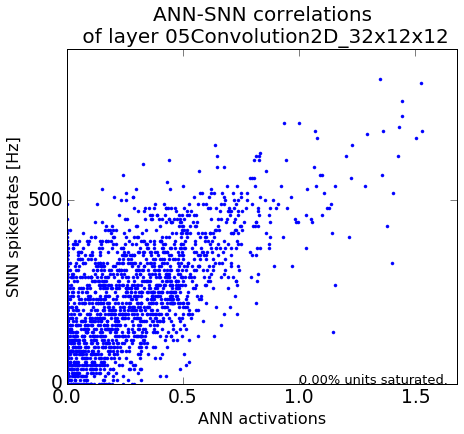 ANN-SNN correlations
of layer 05Convolution2D_32x12x12
SNN spikerates [Hz]
500
0
0.00% units saturated.
0.0
0.5
1.0
1.5
ANN activations